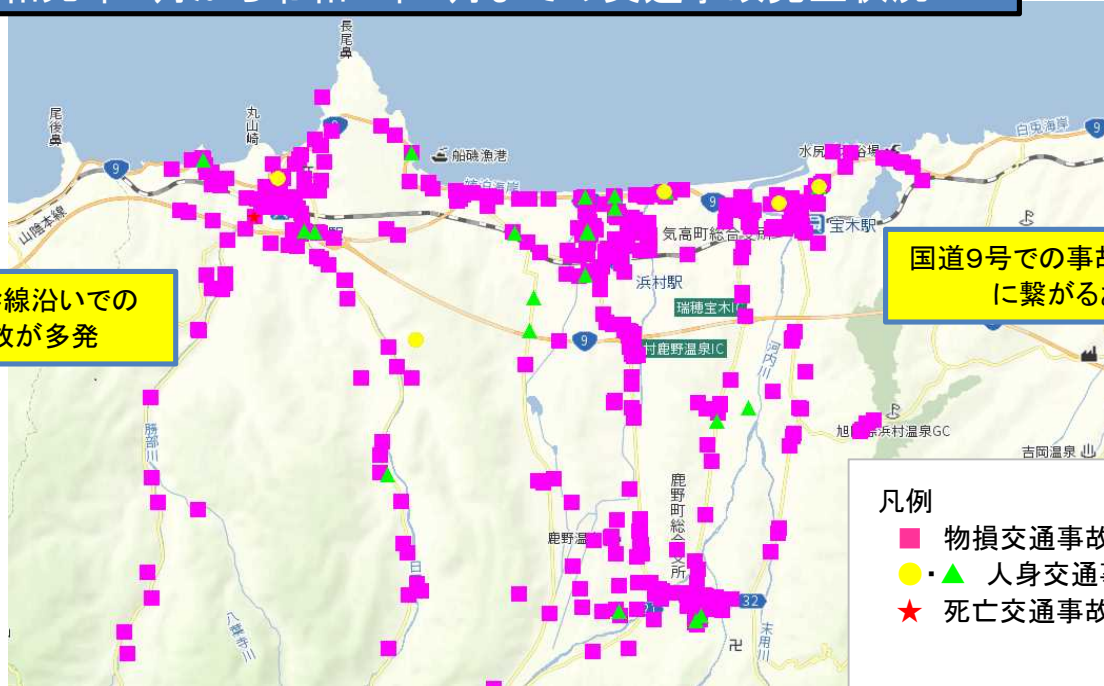 長尾鼻
尾後鼻
丸山崎
9
9
船磯漁港
水尻
白兎海岸
9
山陰本線
9
気高町総合支所
宝木駅
浜村駅
瑞穂宝木IC
国道9号での事故
に繋がる
線沿いでの
故が多発
9
村鹿野温泉IC
河内川
勝部川
浜村温泉GC
吉岡温泉
鹿野町総合支所
鹿野温
日
21
32
八葉寺川
末用川
凡例
物損交通事故
・ 人身交通事
死亡交通事故